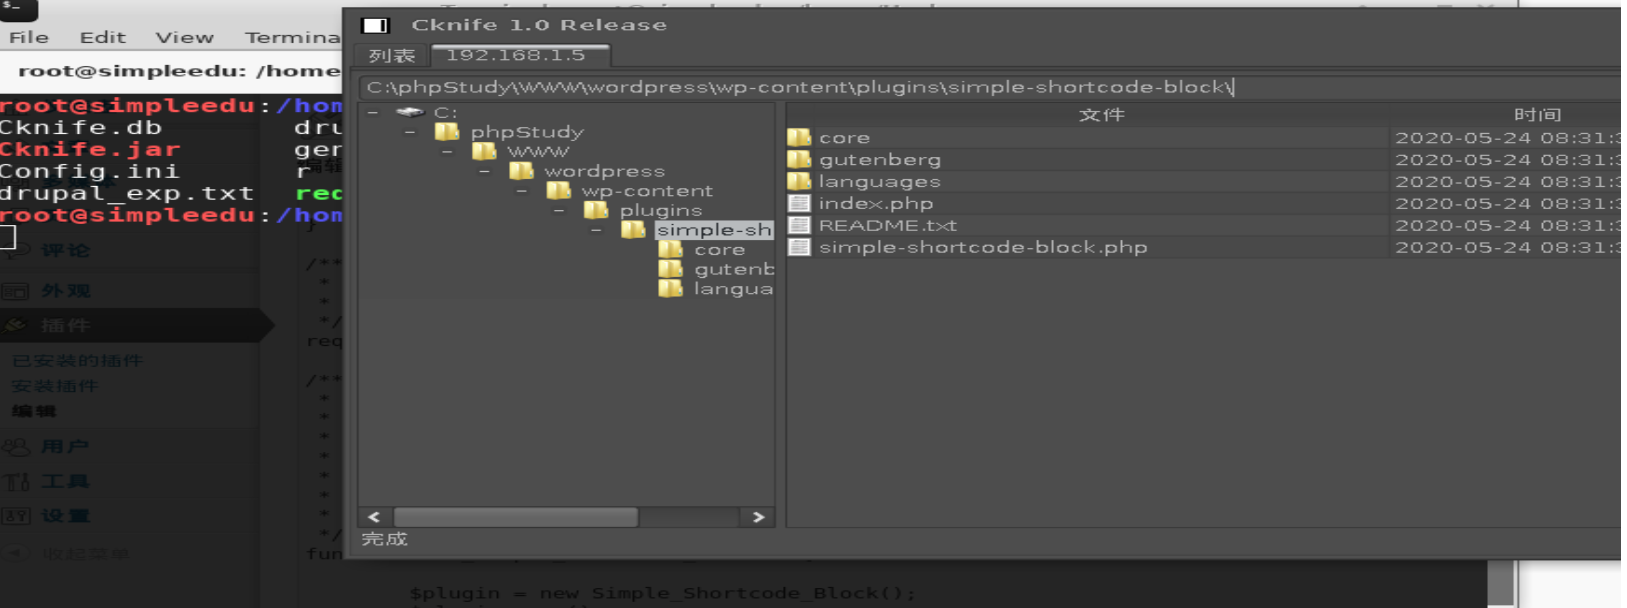 File Edit View Termina
root@simpleedu: /home
root@simpleedu:/hom
Cknife.db dru
Cknife.jar ger
Config.ini r
drupal_exp.txt rec
root@simpleedu:/hom
评论
外观
插件
已安装的插件
安装插件
编辑
用户
工具
设置
收起菜单
/**
*
*
*/
req
/**
*
*
*
*
*
*
*
*/
fun
$plugin = new Simple_Shortcode_Block();
Cknife 1.0 Release
列表 192.168.1.5
C:\phpStudy\WWW\wordpress\wp-content\plugins\simple-shortcode-block\
C:
phpStudy
WWW
wordpress
wp-content
plugins
simple-sh
core
gutenb
langua
文件 时间
core 2020-05-24 08:31:3
gutenberg 2020-05-24 08:31:3
languages 2020-05-24 08:31:3
index.php 2020-05-24 08:31:3
README.txt 2020-05-24 08:31:3
simple-shortcode-block.php 2020-05-24 08:31:3
完成